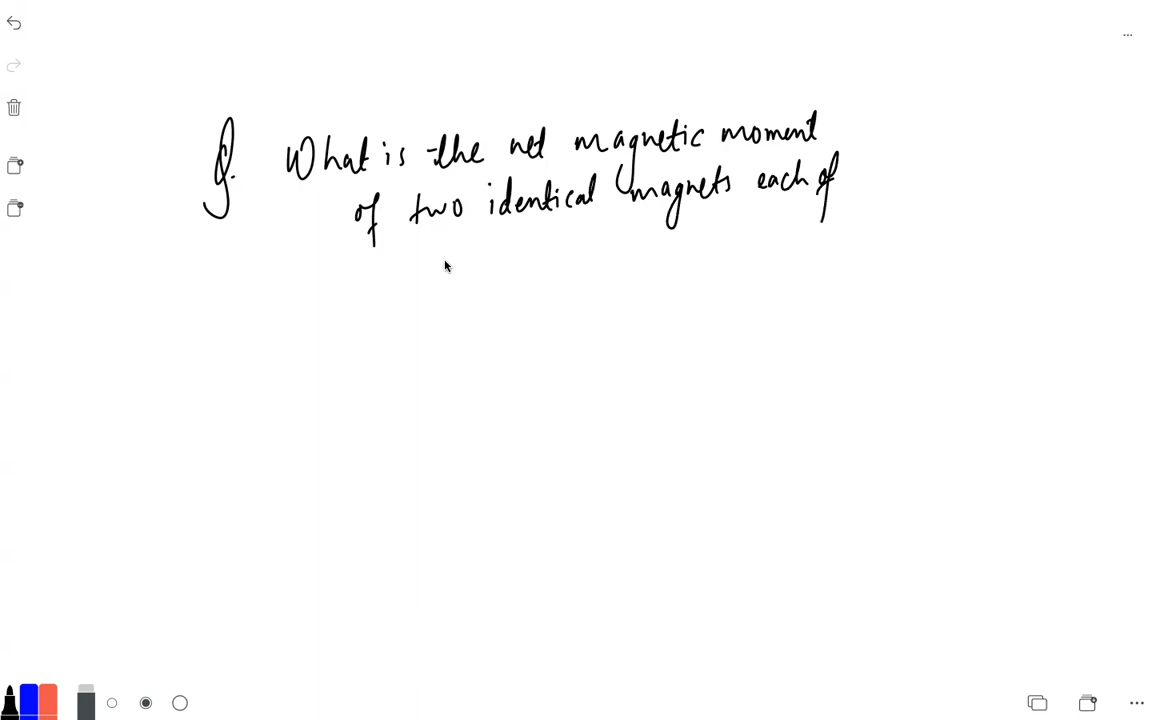 Q. What is the net magnetic moment
of two identical magnets each of